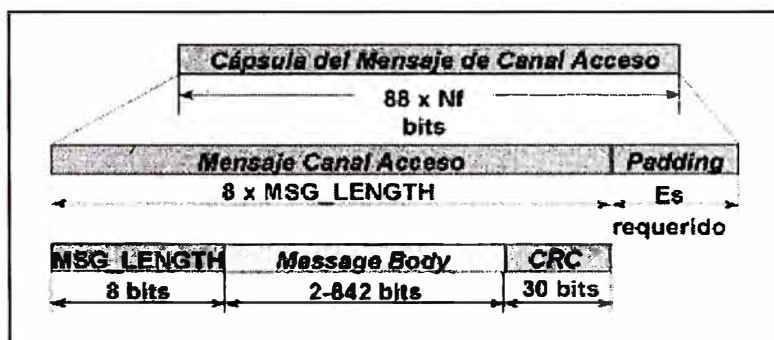 Cápsula del Mensaje de Canal Acceso
88 x Nf
bits
Mensaje Canal Acceso Padding
8 x MSG_LENGTH Es
requerido
MSG_LENGTH Message Body CRC
8 bits 2-842 bits 30 bits